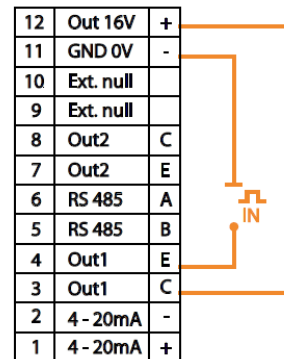 12 Out 16V +
11 GND 0V -
10 Ext. null
9 Ext. null
8 Out2 C
7 Out2 E
6 RS 485 A
5 RS 485 B
4 Out1 E
3 Out1 C
2 4 - 20mA -
1 4 - 20mA +
IN